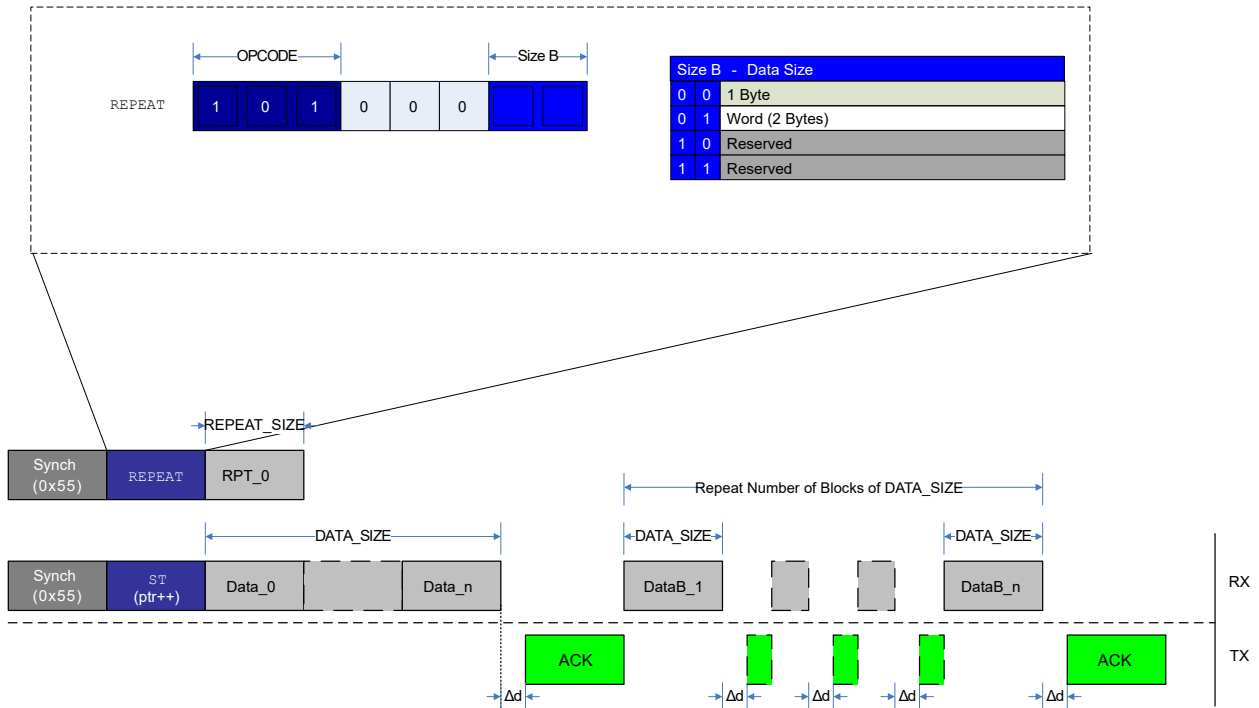 OPCODE
Size B
REPEAT
1 0 1 0 0 0
Size B - Data Size
0 0 1 Byte
0 1 Word (2 Bytes)
1 0 Reserved
1 1 Reserved
REPEAT_SIZE
Synch
(0x55)
REPEAT
RPT_0
Repeat Number of Blocks of DATA_SIZE
DATA_SIZE
DATA_SIZE
DATA_SIZE
Synch
(0x55)
ST
(ptr++)
Data_0
Data_n
DataB_1
DataB_n
RX
ACK
ACK
TX
Δd
Δd
Δd
Δd
Δd